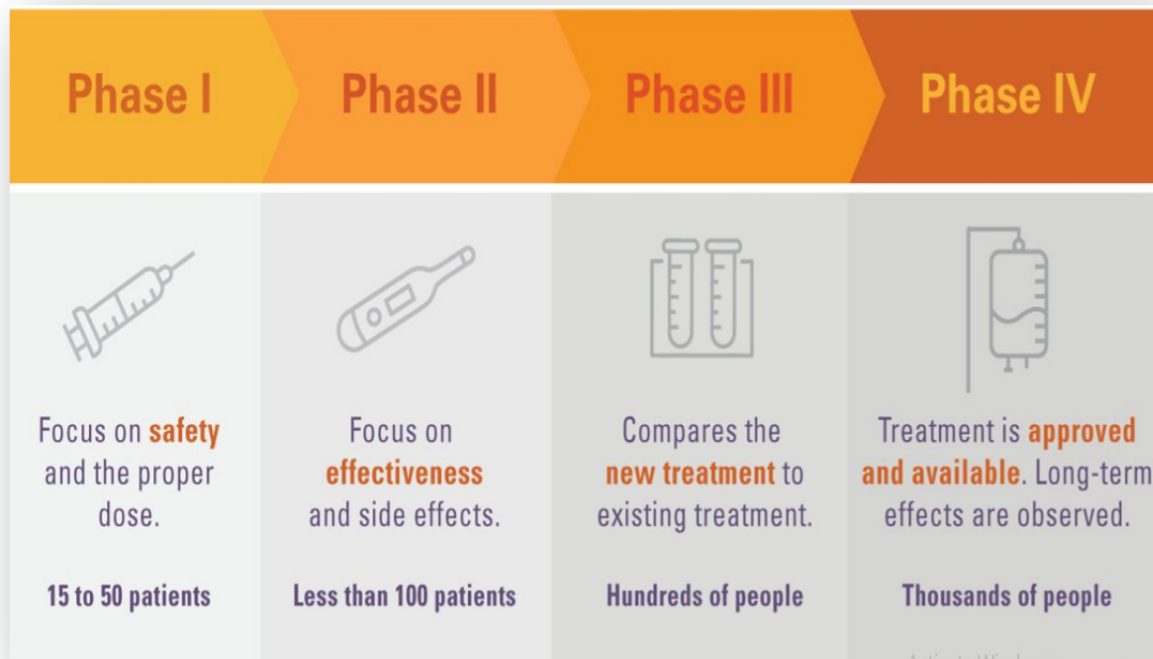 Phase I
Phase II
Phase III
Phase IV
Focus on safety
and the proper
dose.
15 to 50 patients
Focus on
effectiveness
and side effects.
Less than 100 patients
Compares the
new treatment to
existing treatment.
Hundreds of people
Treatment is approved
and available. Long-term
effects are observed.
Thousands of people